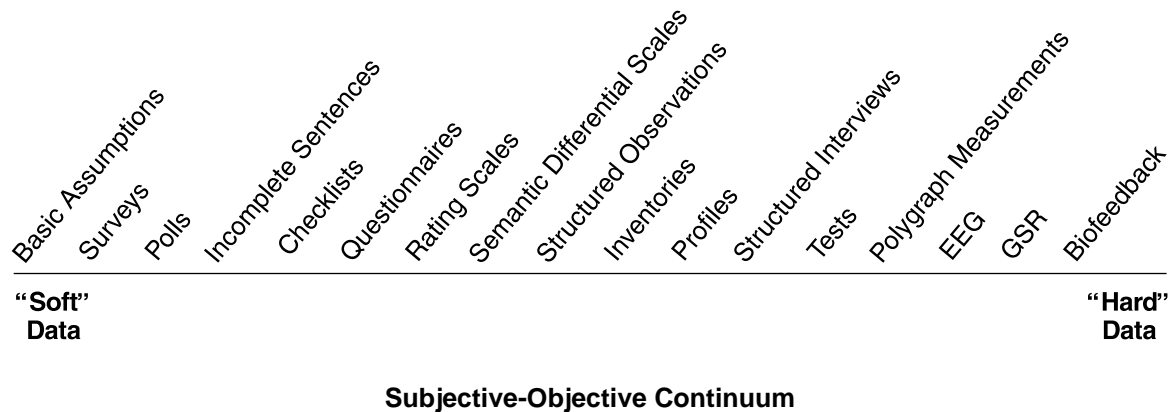 Basic Assumptions
Surveys
Polls
Incomplete Sentences
Checklists
Questionnaires
Rating Scales
Semantic Differential Scales
Structured Observations
Inventories
Profiles
Structured Interviews
Tests
Polygraph Measurements
EEG
GSR
Biofeedback
“Soft”
Data
“Hard”
Data
Subjective-Objective Continuum